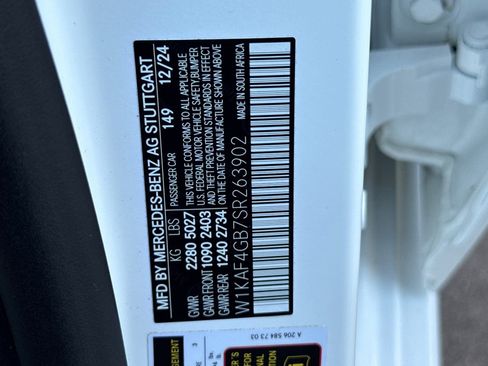 MFD BY MERCEDES-BENZ AG STUTTGART
PASSENGER CAR 149 12/24
KG LBS
GVWR 2280 5027
GAWR FRONT 1090 2403
GAWR REAR 1240 2734
THIS VEHICLE CONFORMS TO ALL APPLICABLE
U.S. FEDERAL MOTOR VEHICLE SAFETY, BUMPER
AND THEFT PREVENTION STANDARDS IN EFFECT
ON THE DATE OF MANUFACTURE SHOWN ABOVE
W1KAF4GB7SR263902
MADE IN SOUTH AFRICA
A 206 584 73 03